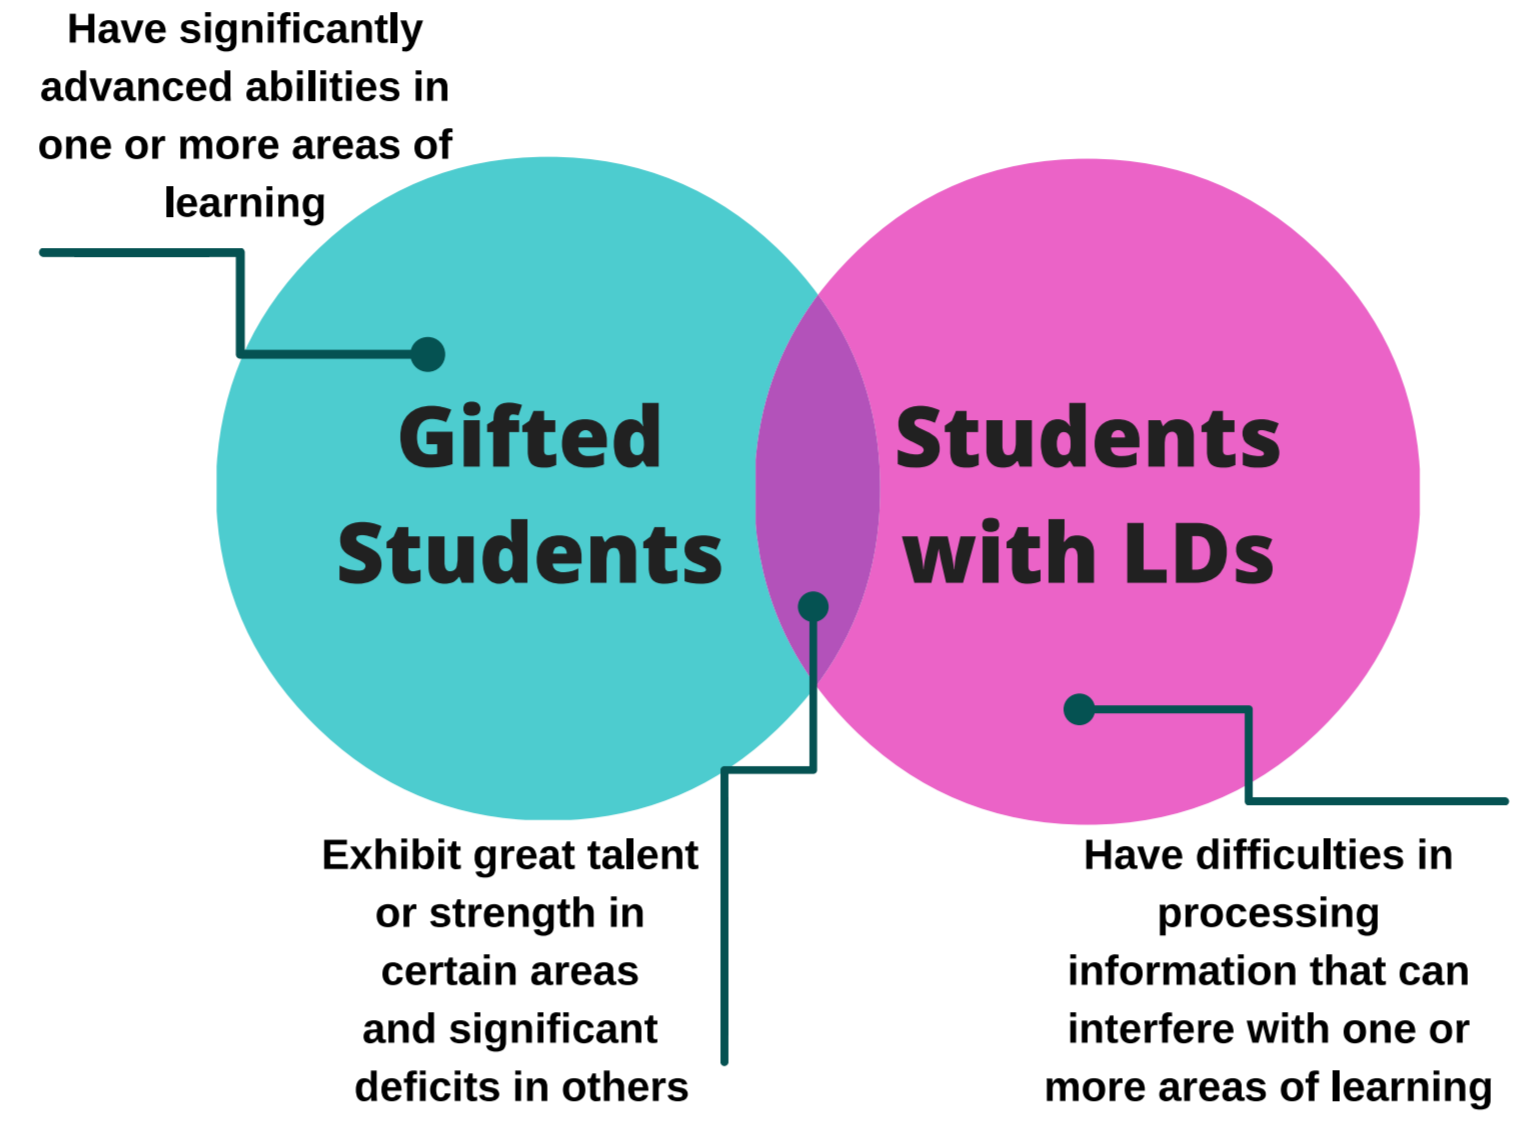 Have significantly
advanced abilities in
one or more areas of
learning
Gifted
Students
Students
with LDs
Exhibit great talent
or strength in
certain areas
and significant
deficits in others
Have difficulties in
processing
information that can
interfere with one or
more areas of learning